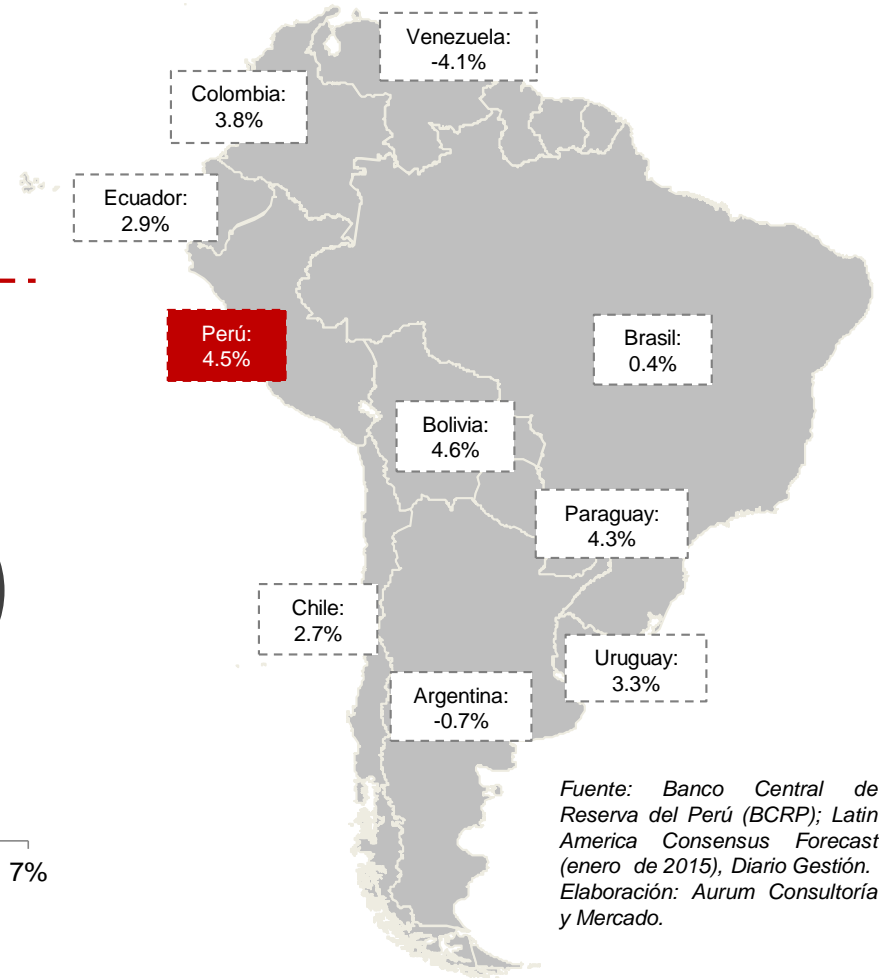 Venezuela:
-4.1%
Colombia:
3.8%
Ecuador:
2.9%
Perú:
4.5%
Brasil:
0.4%
Bolivia:
4.6%
Paraguay:
4.3%
Chile:
2.7%
Uruguay:
3.3%
Argentina:
-0.7%
7%
Fuente: Banco Central de
Reserva del Perú (BCRP); Latin
America Consensus Forecast
(enero de 2015), Diario Gestión.
Elaboración: Aurum Consultoría
y Mercado.